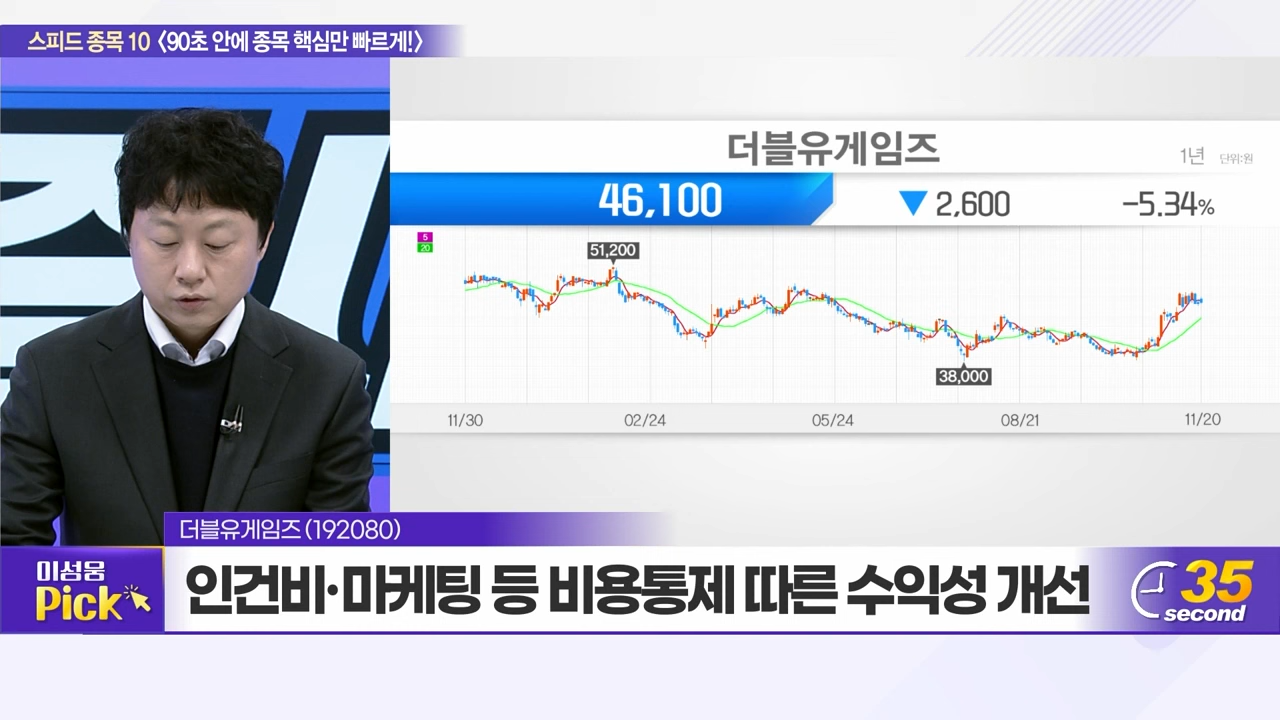 스피드 종목 10 〈90초 안에 종목 핵심만 빠르게!〉
더블유게임즈
1년 단위:원
46,100 ▼ 2,600 -5.34%
5
20
51,200
38,000
11/30 02/24 05/24 08/21 11/20
더블유게임즈 (192080)
이성웅
Pick
인건비·마케팅 등 비용통제 따른 수익성 개선
35
second